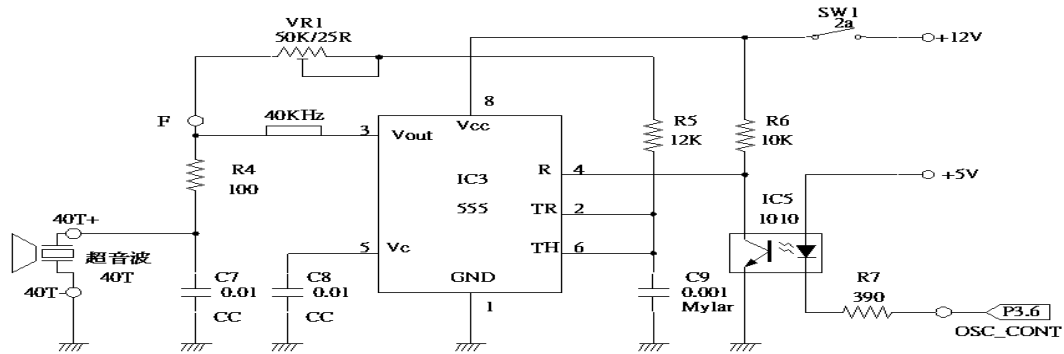 VR1
50K/25R
SW1
2a
+12V
F
40KHz
3
Vout
8
Vcc
R5
12K
R6
10K
R4
100
IC3
555
R
4
+5V
TR
2
IC5
1010
40T+
超音波
40T
40T-
5
Vc
TH
6
GND
1
C7
0.01
CC
C8
0.01
CC
C9
0.001
Mylar
R7
390
P3.6
OSC_CONT